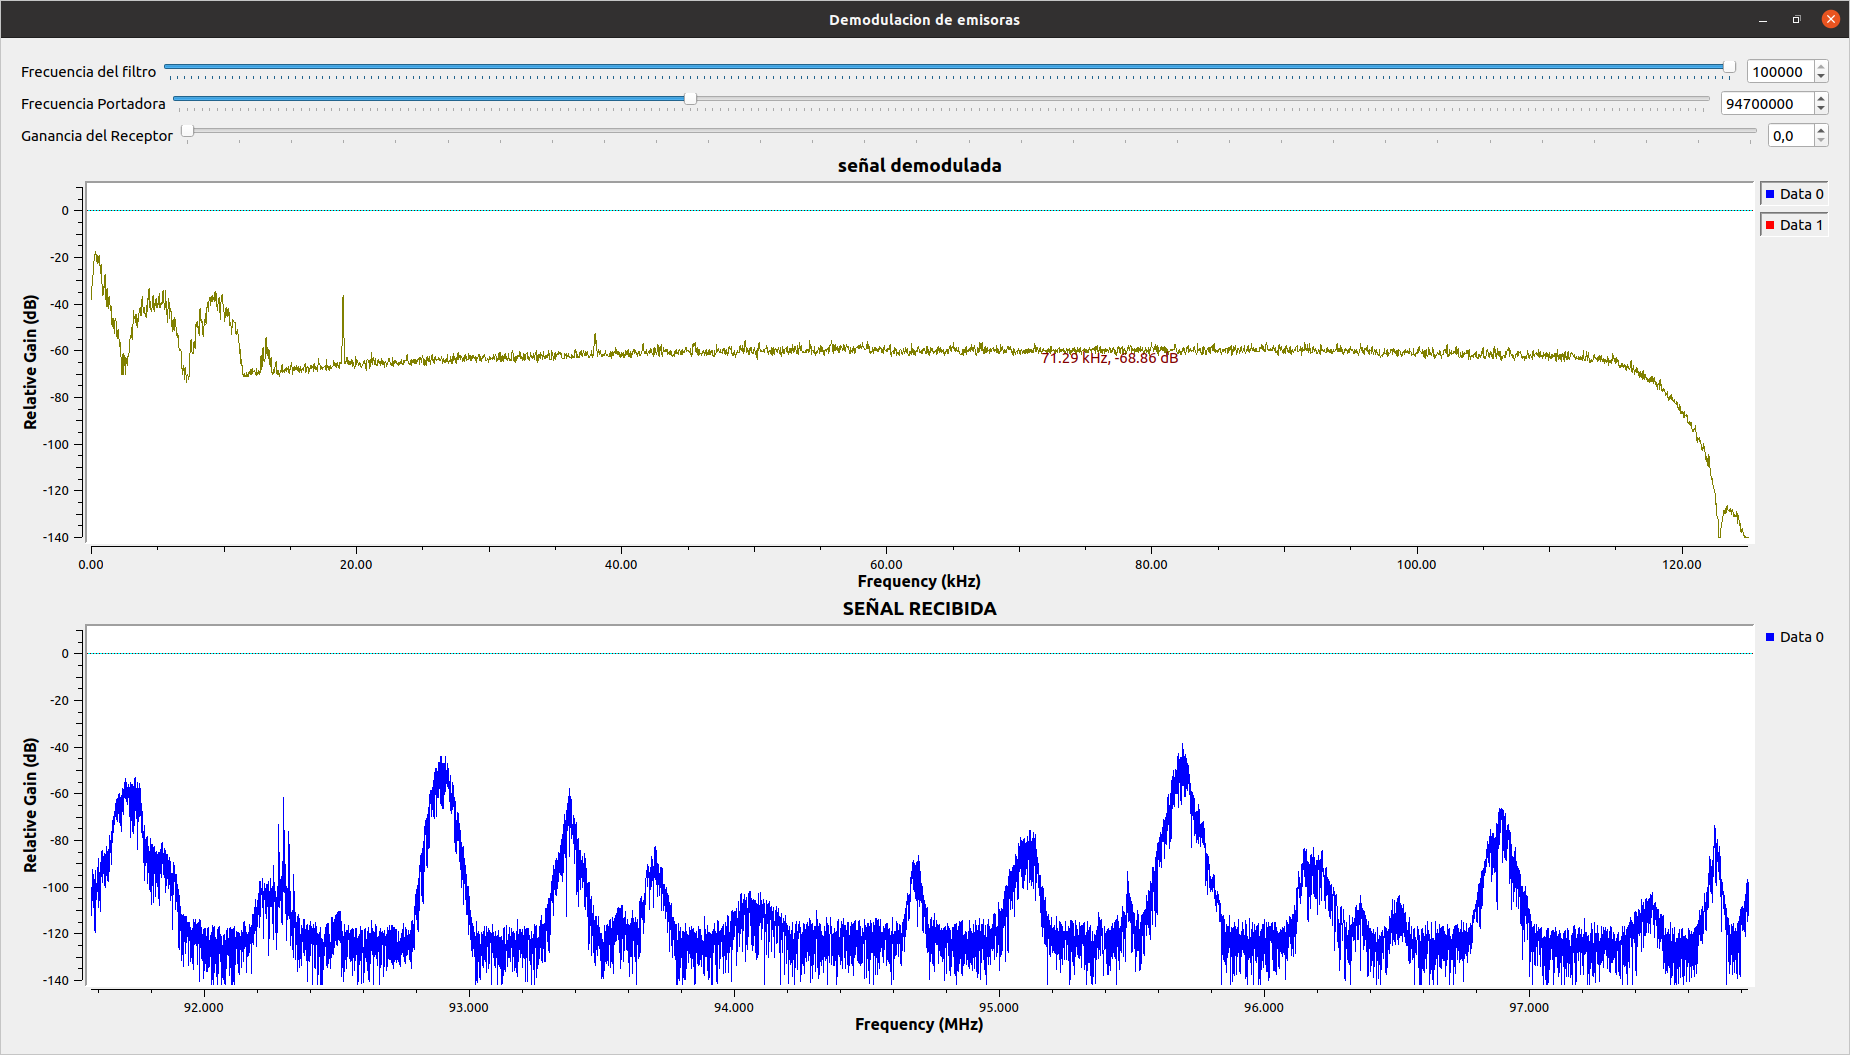 Demodulacion de emisoras
Frecuencia del filtro 100000
Frecuencia Portadora 94700000
Ganancia del Receptor 0,0
señal demodulada
Data 0
Data 1
Relative Gain (dB)
0
-20
-40
-60
-80
-100
-120
-140
71.29 kHz, -68.86 dB
0.00 20.00 40.00 60.00 80.00 100.00 120.00
Frequency (kHz)
SEÑAL RECIBIDA
Data 0
Relative Gain (dB)
0
-20
-40
-60
-80
-100
-120
-140
92.000 93.000 94.000 95.000 96.000 97.000
Frequency (MHz)